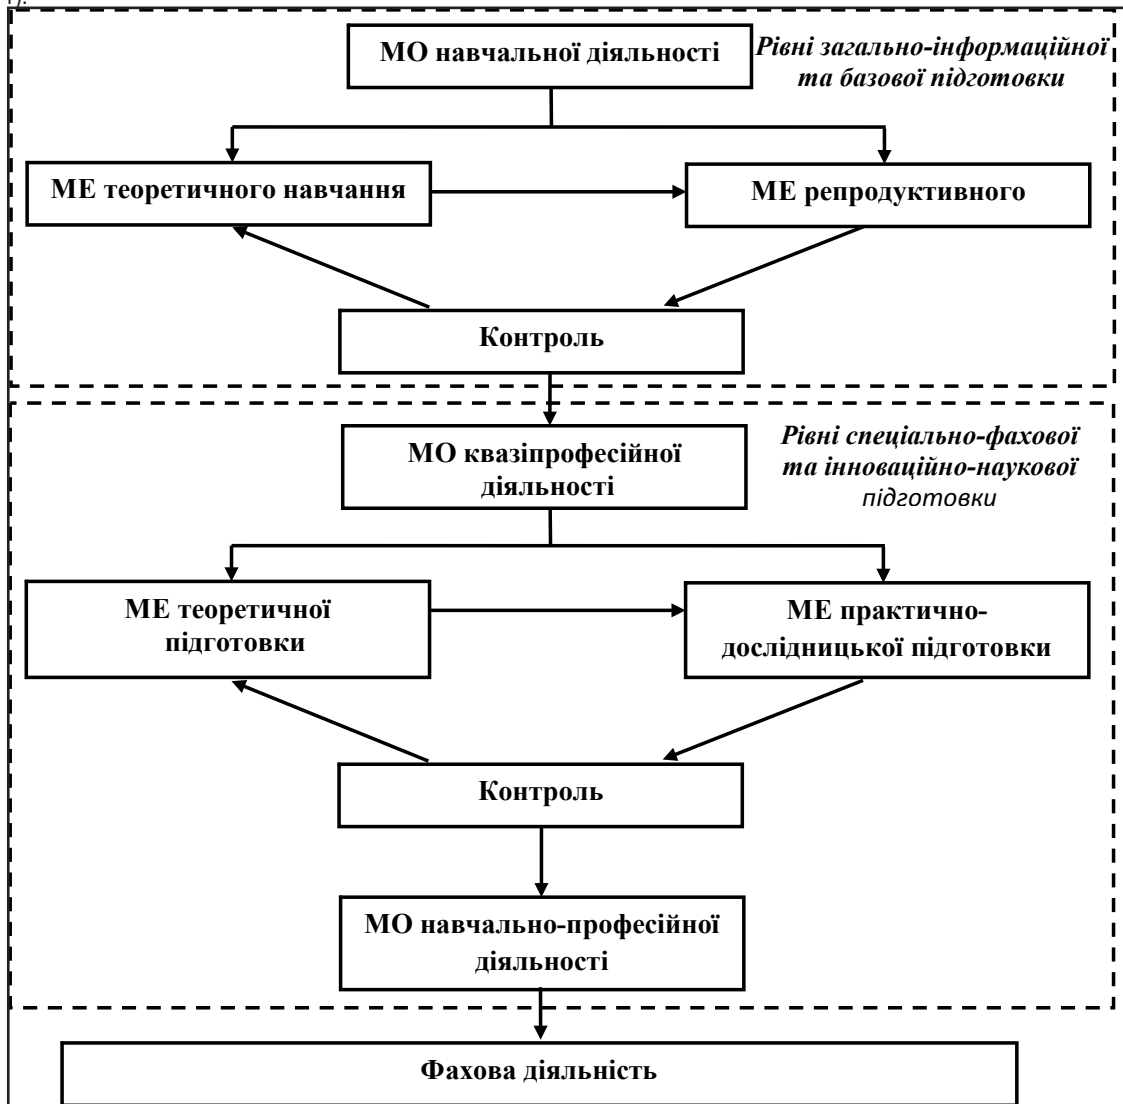 МО навчальної діяльності
Рівні загально-інформаційної
та базової підготовки
МЕ теоретичного навчання
МЕ репродуктивного
Контроль
МО квазіпрофесійної
діяльності
Рівні спеціально-фахової
та інноваційно-наукової
підготовки
МЕ теоретичної
підготовки
МЕ практично-
дослідницької підготовки
Контроль
МО навчально-професійної
діяльності
Фахова діяльність